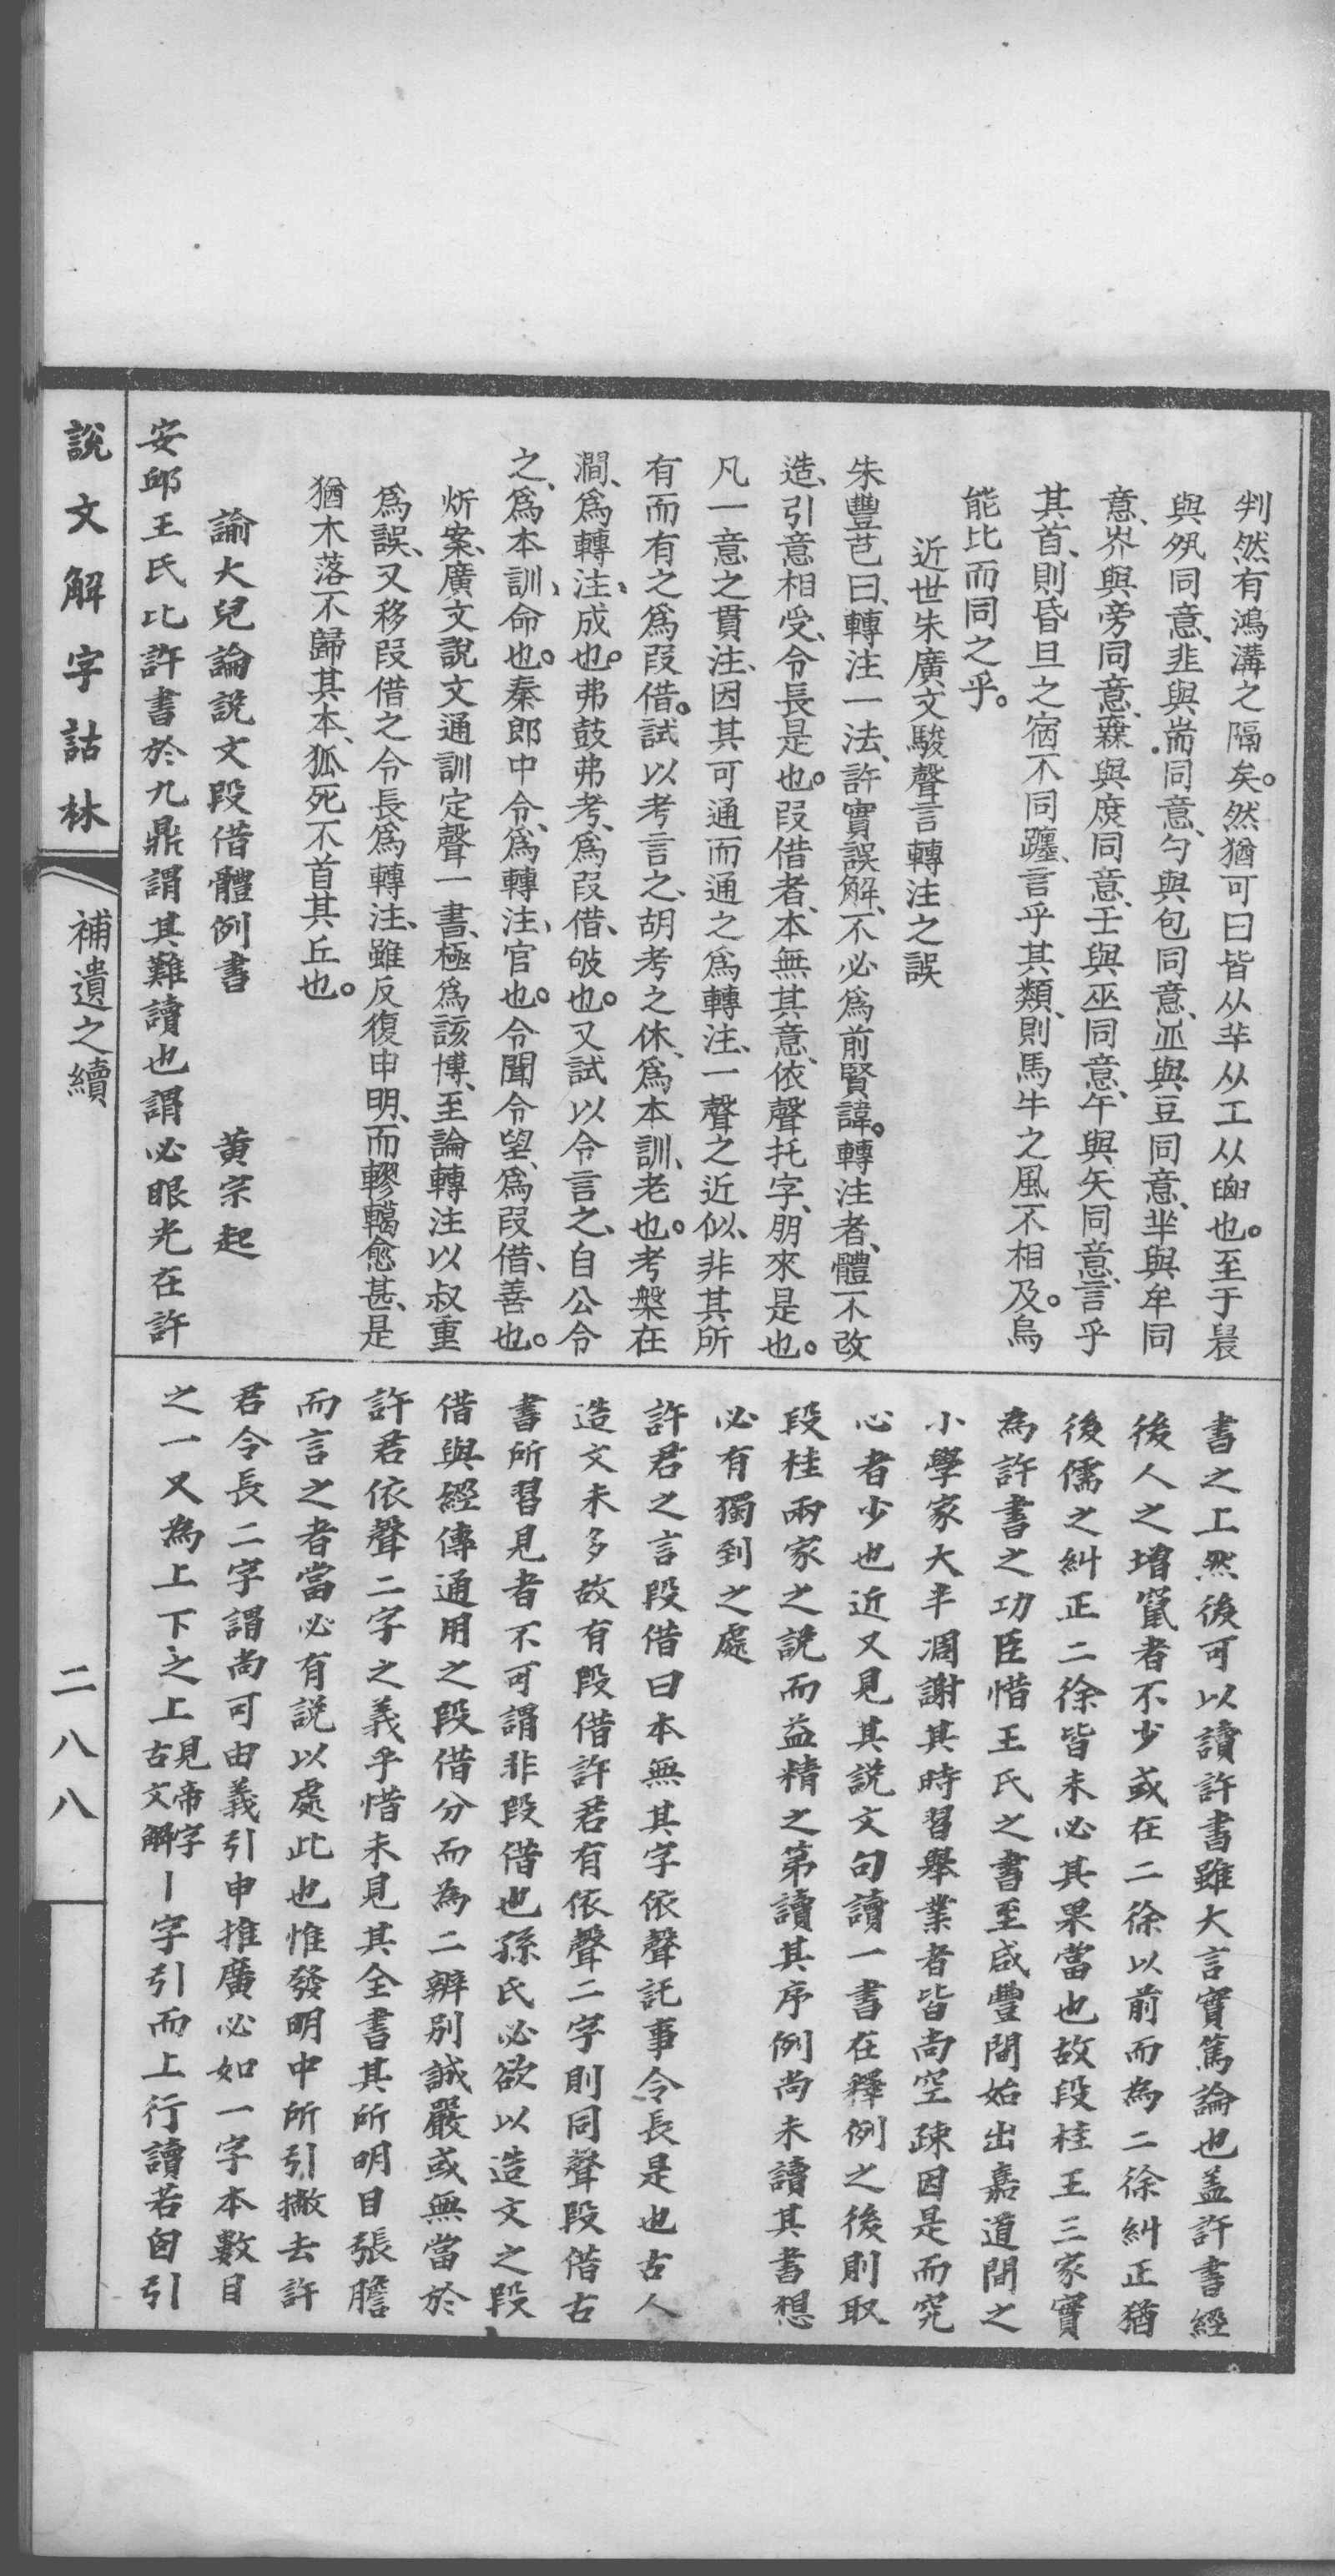 判然有鴻溝之隔矣。然猶可曰皆从芈从工从𦥑也。至于晨
與𡖊同意、韭與耑同意、勻與包同意、𠀎與豆同意、芈與牟同
意、㟒與旁同意、𣞤與庶同意、壬與巫同意、午與矢同意、言乎
其首、則昏旦之宿不同躔、言乎其類、則馬牛之風不相及。烏
能比而同之乎。
近世朱廣文駿聲言轉注之誤
朱豐芑曰、轉注一法、許實誤解、不必爲前賢諱。轉注者、體不改
造、引意相受、令長是也。叚借者、本無其意、依聲托字、朋來是也。
凡一意之貫注、因其可通而通之爲轉注、一聲之近似、非其所
有而有之爲叚借。試以考言之、胡考之休、爲本訓、老也。考槃在
澗、爲轉注、成也。弗鼓弗考、爲叚借、攱也。又試以令言之、自公令
之、爲本訓、命也。秦郎中令、爲轉注、官也。令聞令望、爲叚借、善也。
炘案、廣文說文通訓定聲一書、極爲該博、至論轉注以叔重
爲誤、又移叚借之令長、爲轉注、雖反復申明、而轇轕愈甚、是
猶木落不歸其本、狐死不首其丘也。
諭大兒論說文段借體例書　黄宗起
安邱王氏比許書於九鼎謂其難讀也謂必眼光在許
書之上然後可以讀許書雖大言實篤論也盖許書經
後人之增竄者不少或在二徐以前而為二徐糾正猶
後儒之糾正二徐皆未必其果當也故段桂王三家實
為許書之功臣惜王氏之書至咸豐間始出嘉道間之
小學家大半凋謝其時習舉業者皆尚空疎因是而究
心者少也近又見其説文句讀一書在釋例之後則取
段桂兩家之説而益精之第讀其序例尚未讀其書想
必有獨到之處
許君之言段借曰本無其字依聲託事令長是也古人
造文未多故有段借許君有依聲二字則同聲段借古
書所習見者不可謂非段借也孫氏必欲以造文之段
借與經傳通用之段借分而為二辨别誠嚴或無當於
許君依聲二字之義乎惜未見其全書其所明目張膽
而言之者當必有説以處此也惟發明中所引撇去許
君令長二字謂尚可由義引申推廣必如一字本數目
之一又為上下之上見帝字古文解丨字引而上行讀若囟引
說文解字詁林
補遺之續
二八八